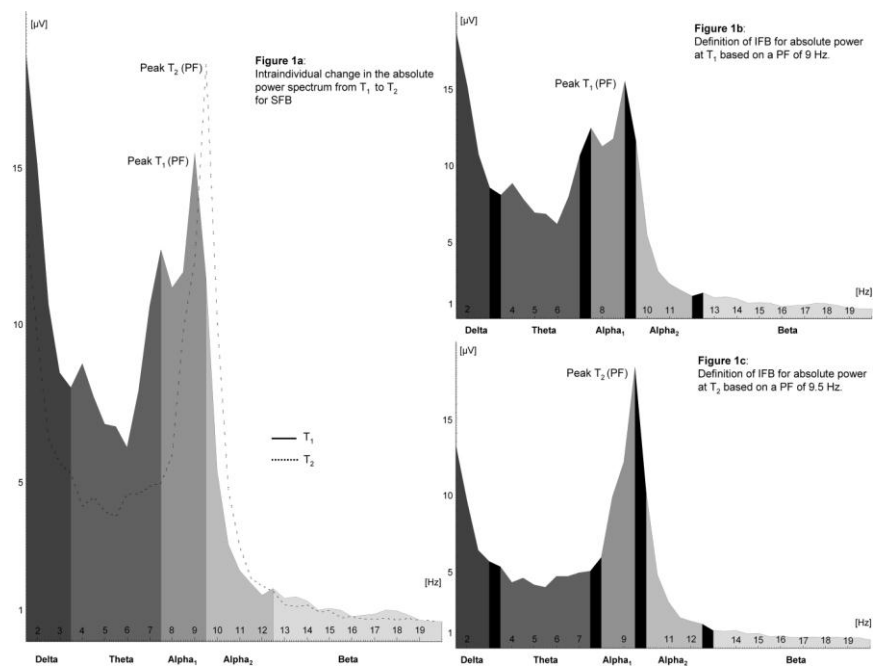 [µV]
Figure 1a:
Intraindividual change in the absolute
power spectrum from T1 to T2
for SFB
Peak T2 (PF)
Peak T1 (PF)
15
10
5
1
T1
T2
[Hz]
2 3 4 5 6 7 8 9 10 11 12 13 14 15 16 17 18 19
Delta Theta Alpha1 Alpha2 Beta
[µV]
Figure 1b:
Definition of IFB for absolute power
at T1 based on a PF of 9 Hz.
Peak T1 (PF)
15
10
5
1
[Hz]
2 4 5 6 8 10 11 13 14 15 16 17 18 19
Delta Theta Alpha1 Alpha2 Beta
[µV]
Figure 1c:
Definition of IFB for absolute power
at T2 based on a PF of 9.5 Hz.
Peak T2 (PF)
15
10
5
1
[Hz]
2 4 5 6 7 9 11 12 14 15 16 17 18 19
Delta Theta Alpha1 Alpha2 Beta